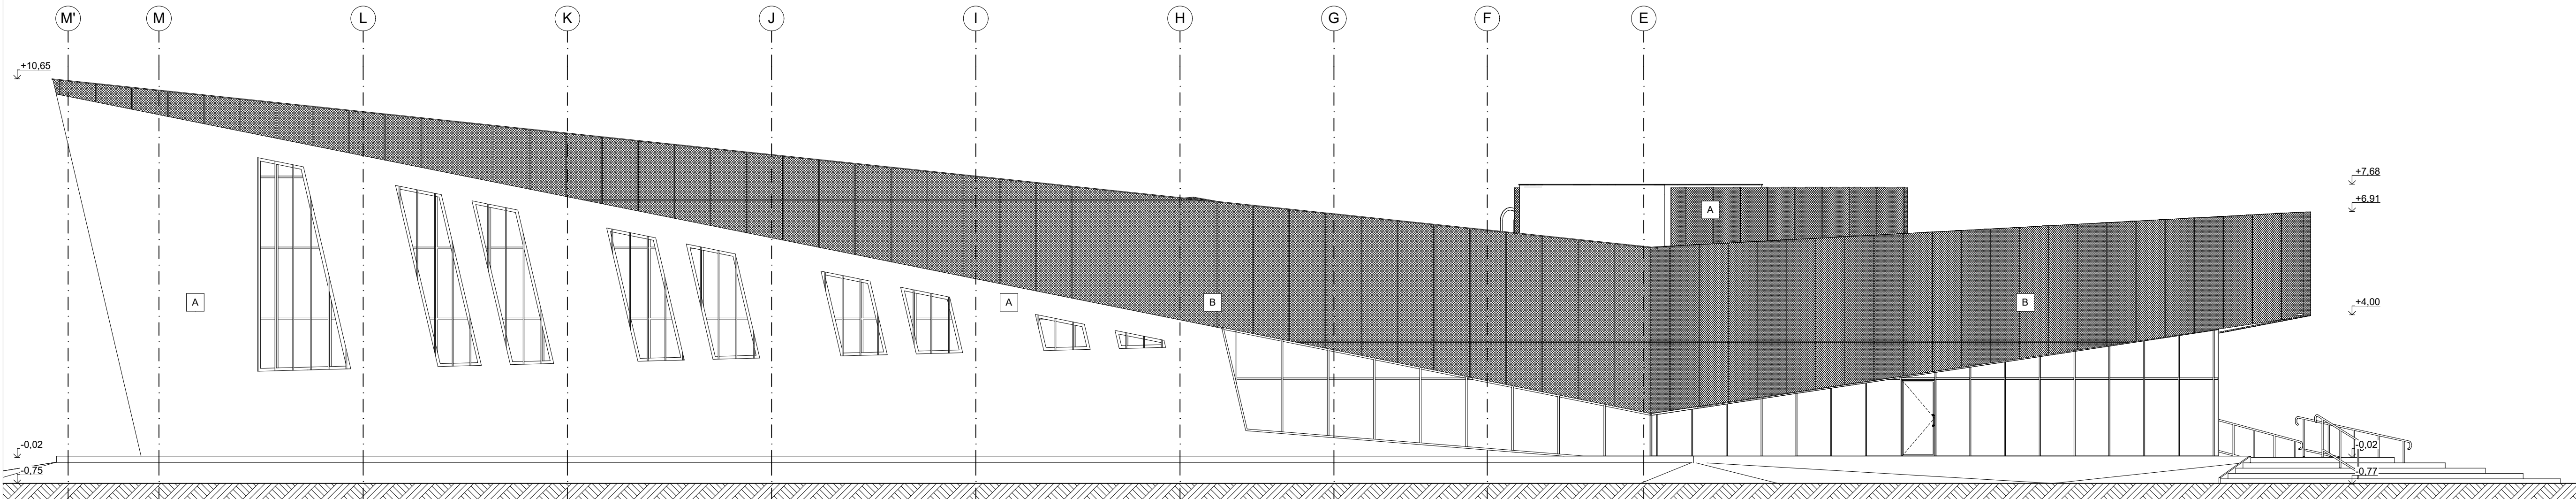 M' M L K J I H G F E
+10,65
+7,68
A
+6,91
A A B B
+4,00
-0,02 -0,02
-0,75 -0,77